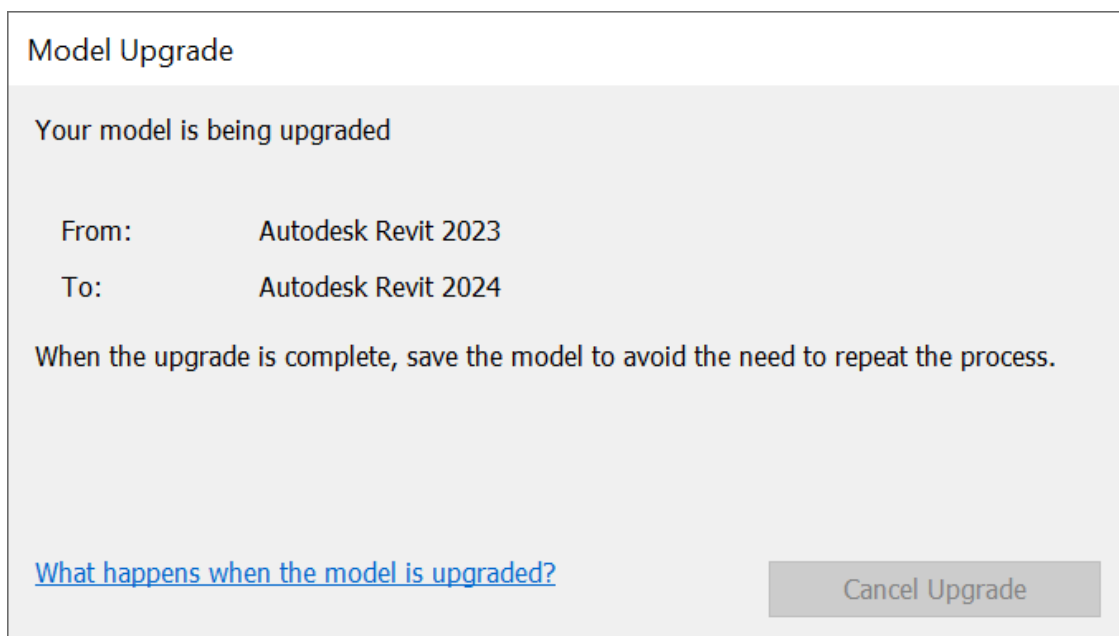 Model Upgrade
Your model is being upgraded
From: Autodesk Revit 2023
To: Autodesk Revit 2024
When the upgrade is complete, save the model to avoid the need to repeat the process.
What happens when the model is upgraded?
Cancel Upgrade